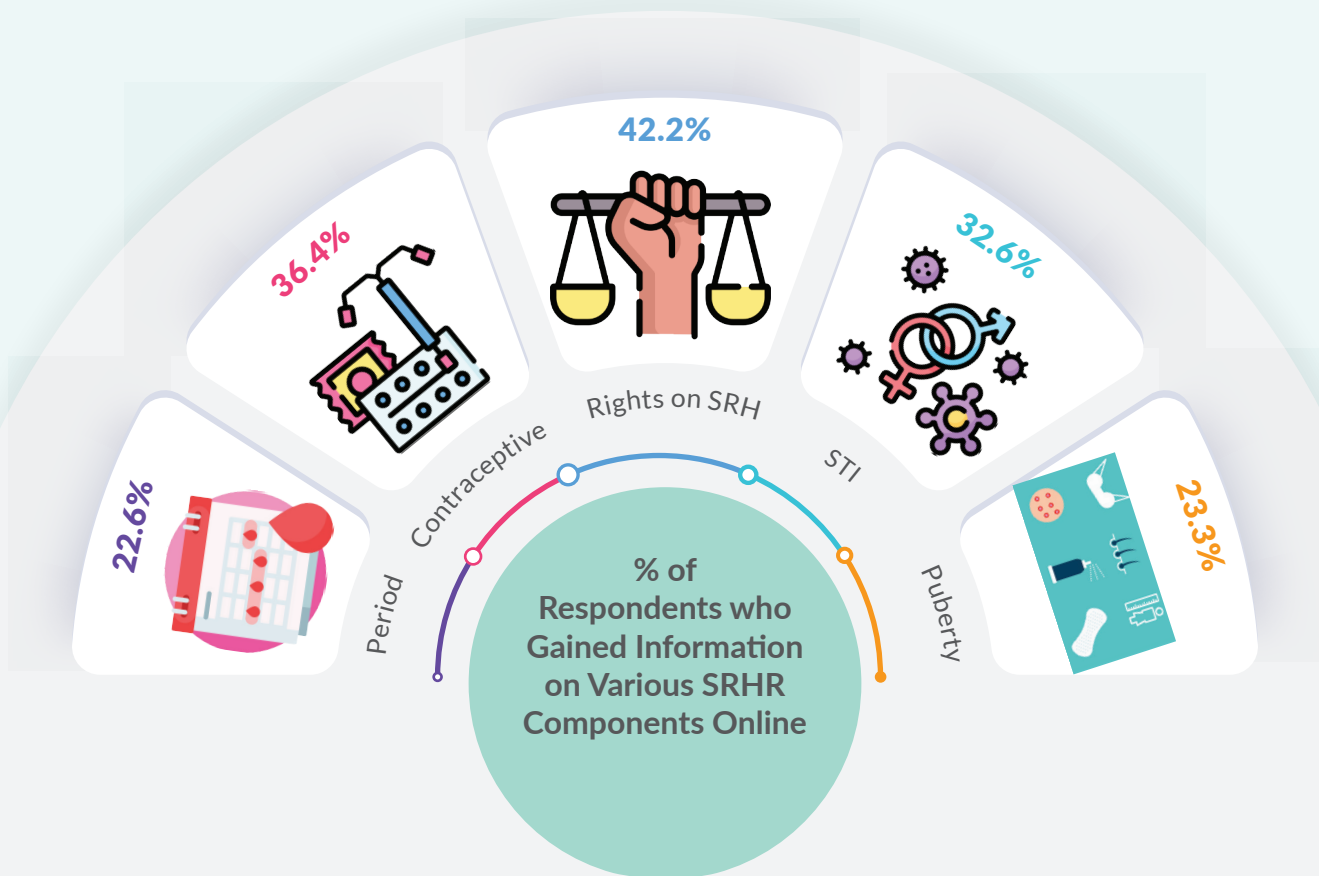 42.2%
36.4%
32.6%
22.6%
23.3%
Rights on SRH
Contraceptive
STI
Period
Puberty
% of
Respondents who
Gained Information
on Various SRHR
Components Online